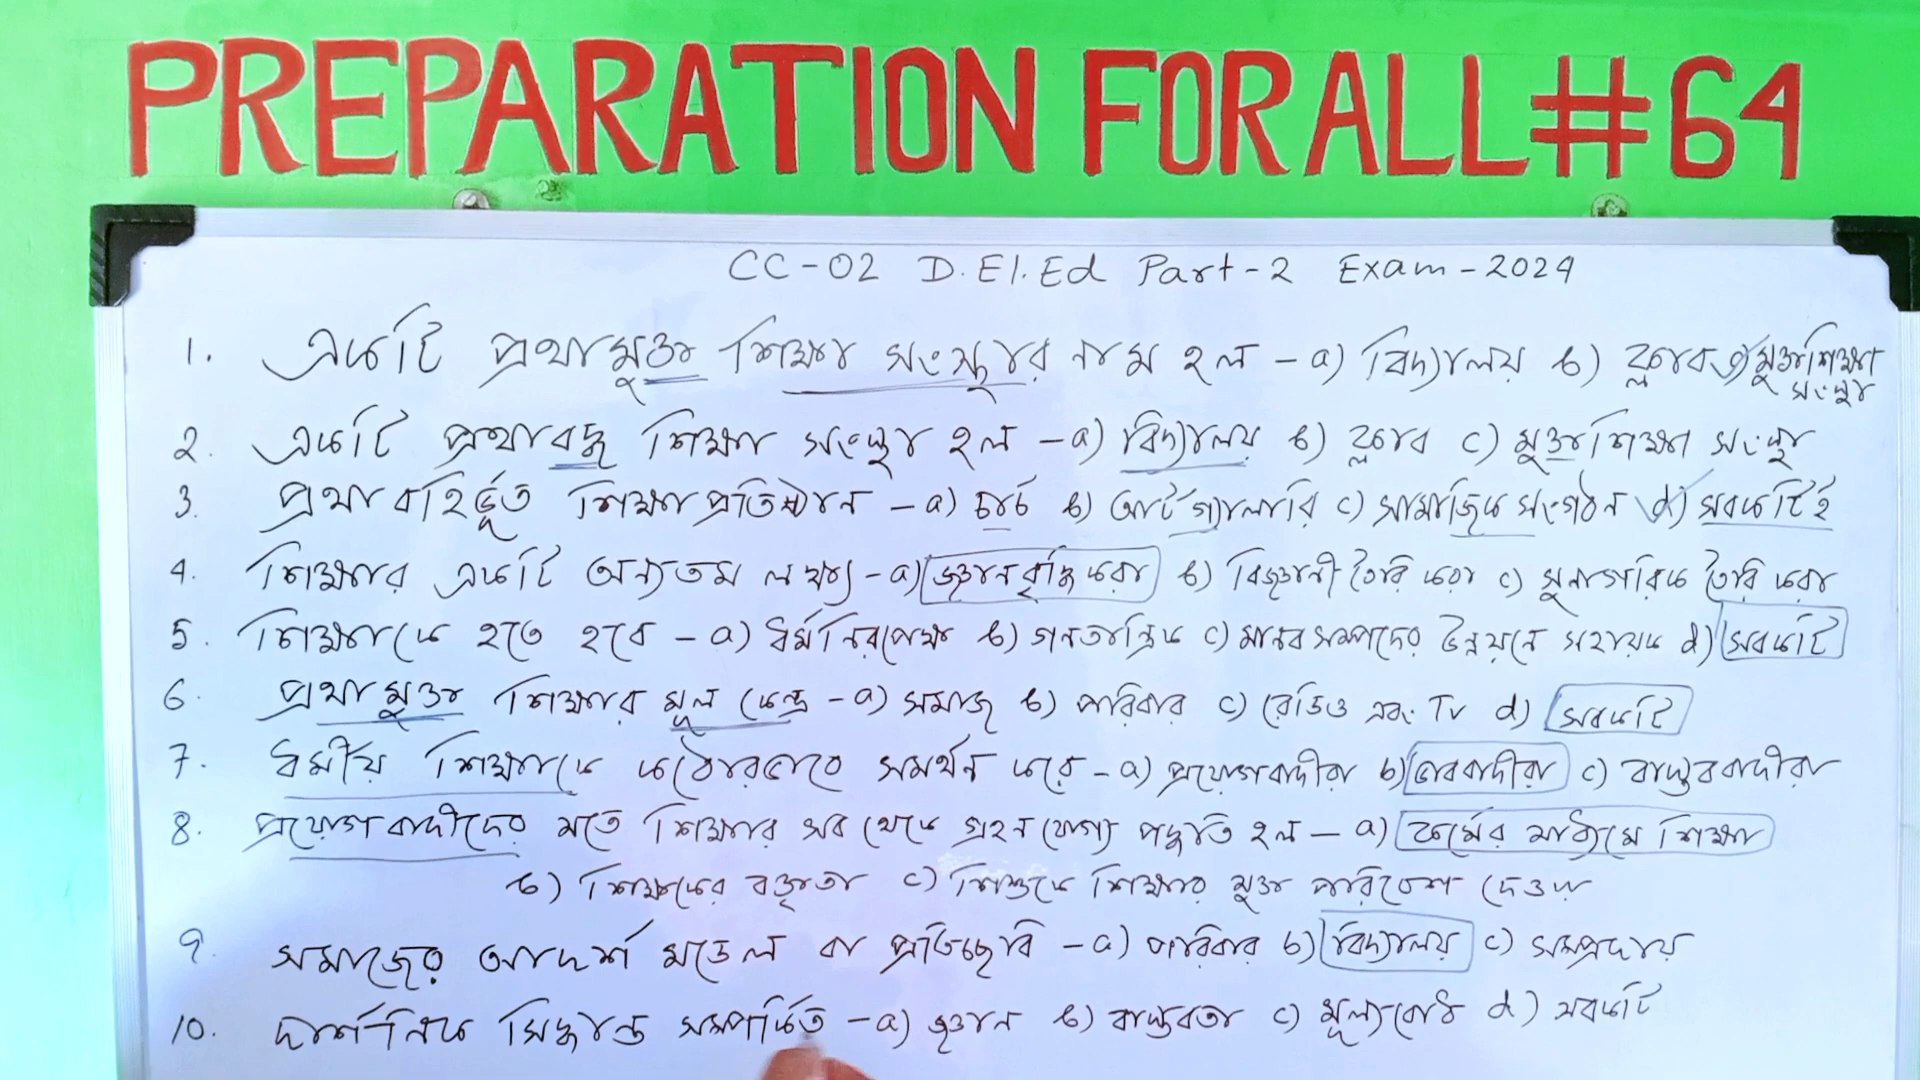 PREPARATION FOR ALL # 64
CC-02 D.El.Ed Part-2 Exam-2024
1. একটি প্রথামুক্ত শিক্ষা সংস্থার নাম হল - a) বিদ্যালয় b) ক্লাব c) মুক্তশিক্ষা
সংস্থা
2. একটি প্রথাবদ্ধ শিক্ষা সংস্থা হল - a) বিদ্যালয় b) ক্লাব c) মুক্তশিক্ষা সংস্থা
3. প্রথা বহির্ভূত শিক্ষা প্রতিষ্ঠান - a) চার্চ b) আর্ট গ্যালারি c) সামাজিক সংগঠন d) সবকটিই
4. শিক্ষার একটি অন্যতম লক্ষ্য - a) জ্ঞানবৃদ্ধি করা b) বিজ্ঞানী তৈরি করা c) সুনাগরিক তৈরি করা
5. শিক্ষাকে হতে হবে - a) ধর্মনিরপেক্ষ b) গনতান্ত্রিক c) মানব সম্পদের উন্নয়নে সহায়ক d) সবকটি
6. প্রথামুক্ত শিক্ষার মূল কেন্দ্র - a) সমাজ b) পরিবার c) রেডিও এবং TV d) সবকটি
7. ধর্মীয় শিক্ষাকে কঠোরভাবে সমর্থন করে - a) প্রয়োগবাদীরা b) ভাববাদীরা c) বাস্তববাদীরা
8. প্রয়োগবাদীদের মতে শিক্ষার সব থেকে গ্রহনযোগ্য পদ্ধতি হল - a) কর্মের মাধ্যমে শিক্ষা
b) শিক্ষকের বক্তৃতা c) শিশুকে শিক্ষার মুক্ত পরিবেশ দেওয়া
9. সমাজের আদর্শ মডেল বা প্রতিচ্ছবি - a) পরিবার b) বিদ্যালয় c) সম্প্রদায়
10. দার্শনিক সিদ্ধান্ত সম্পর্কিত - a) জ্ঞান b) বাস্তবতা c) মূল্যবোধ d) সবকটি